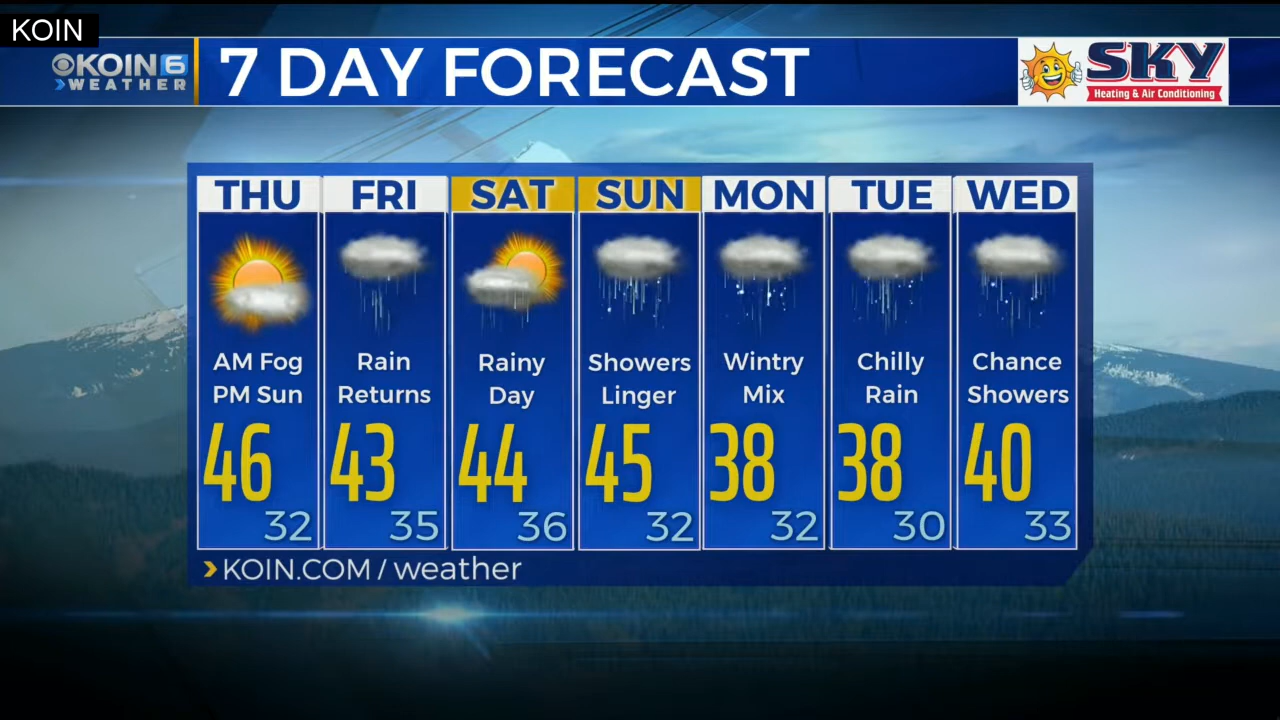 KOIN
KOIN 6
WEATHER
7 DAY FORECAST
SKY
Heating & Air Conditioning
THU
AM Fog
PM Sun
46
32
FRI
Rain
Returns
43
35
SAT
Rainy
Day
44
36
SUN
Showers
Linger
45
32
MON
Wintry
Mix
38
32
TUE
Chilly
Rain
38
30
WED
Chance
Showers
40
33
KOIN.COM / weather